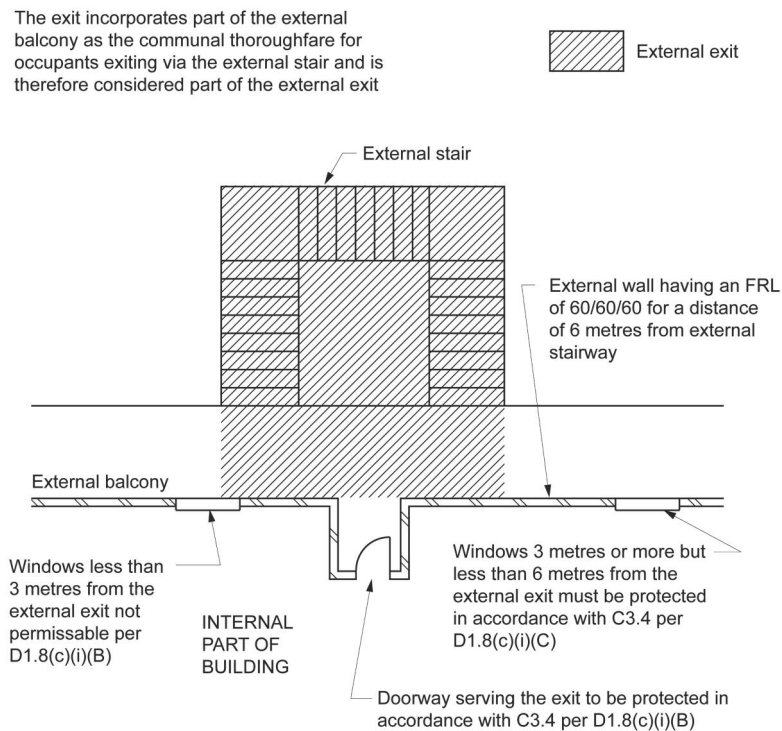 The exit incorporates part of the external
balcony as the communal thoroughfare for
occupants exiting via the external stair and is
therefore considered part of the external exit
External exit
External stair
External wall having an FRL
of 60/60/60 for a distance
of 6 metres from external
stairway
External balcony
Windows less than
3 metres from the
external exit not
permissable per
D1.8(c)(i)(B)
INTERNAL
PART OF
BUILDING
Windows 3 metres or more but
less than 6 metres from the
external exit must be protected
in accordance with C3.4 per
D1.8(c)(i)(C)
Doorway serving the exit to be protected in
accordance with C3.4 per D1.8(c)(i)(B)